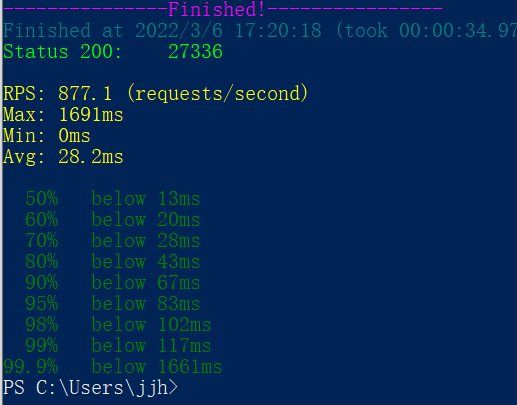 ---------------Finished!----------------
Finished at 2022/3/6 17:20:18 (took 00:00:34.97
Status 200:    27336
RPS: 877.1 (requests/second)
Max: 1691ms
Min: 0ms
Avg: 28.2ms
50%   below 13ms
60%   below 20ms
70%   below 28ms
80%   below 43ms
90%   below 67ms
95%   below 83ms
98%   below 102ms
99%   below 117ms
99.9%   below 1661ms
PS C:\Users\jjh>